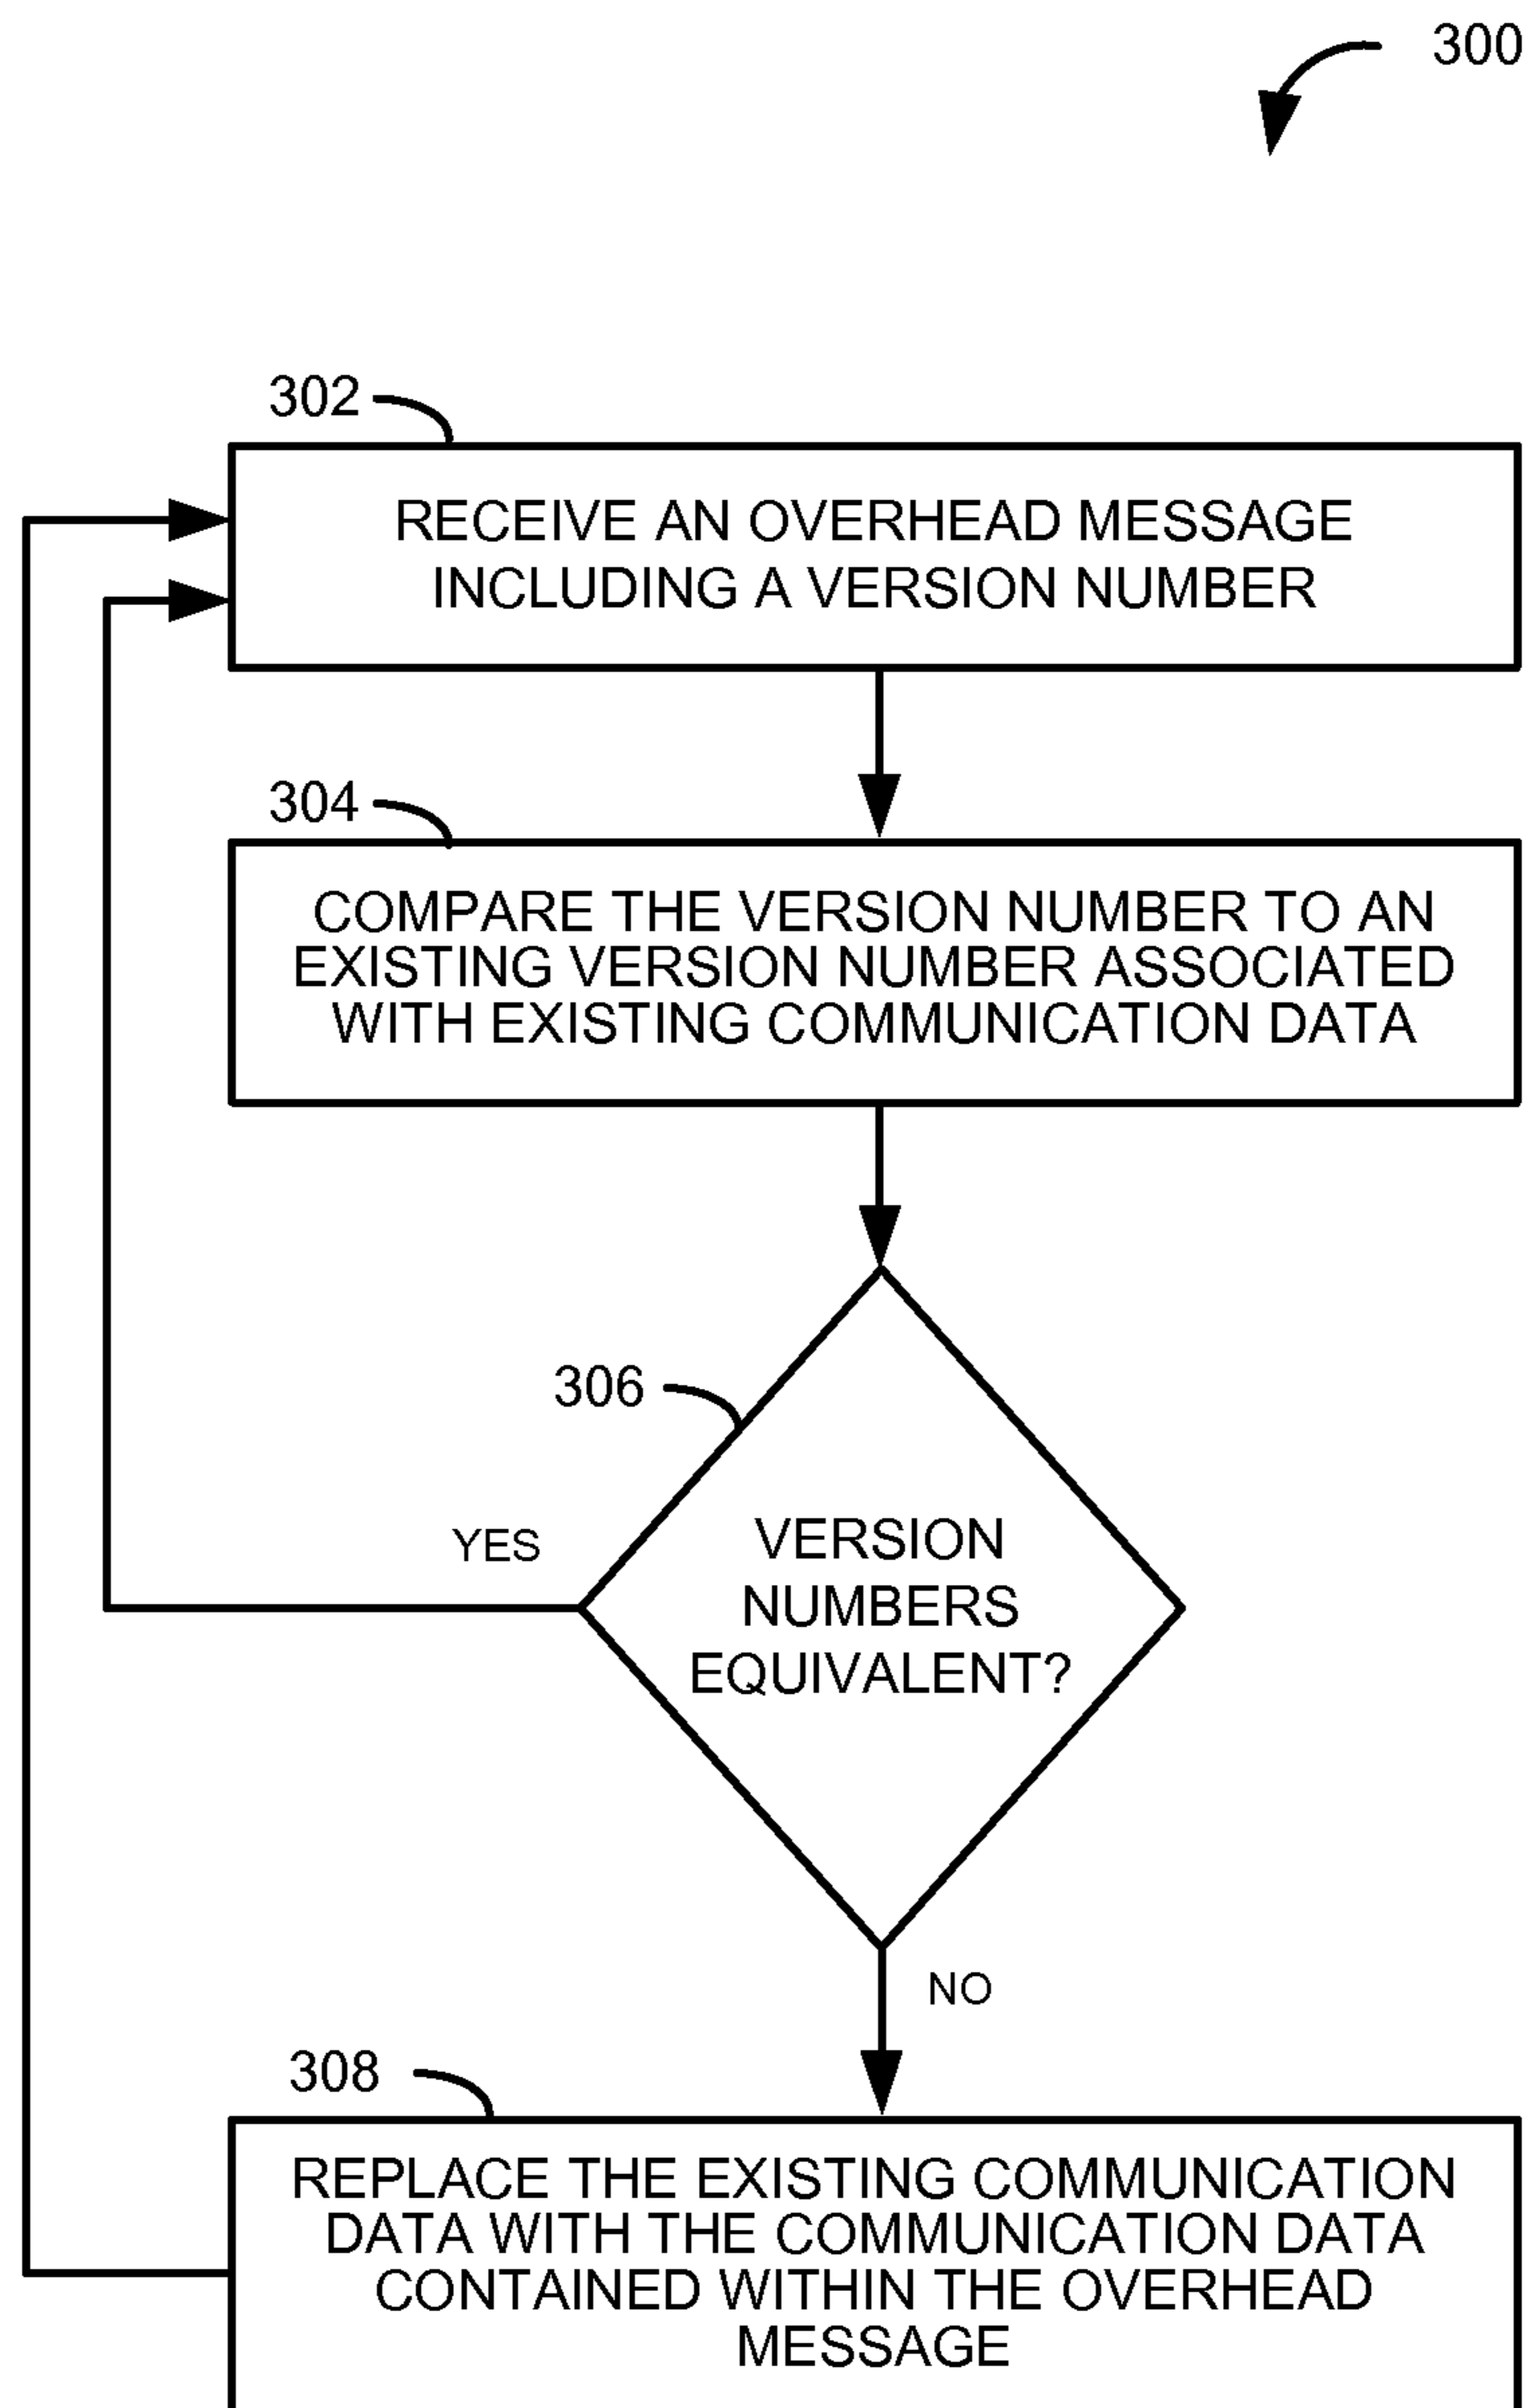 300
302
RECEIVE AN OVERHEAD MESSAGE
INCLUDING A VERSION NUMBER
304
COMPARE THE VERSION NUMBER TO AN
EXISTING VERSION NUMBER ASSOCIATED
WITH EXISTING COMMUNICATION DATA
306
YES
VERSION
NUMBERS
EQUIVALENT?
NO
308
REPLACE THE EXISTING COMMUNICATION
DATA WITH THE COMMUNICATION DATA
CONTAINED WITHIN THE OVERHEAD
MESSAGE